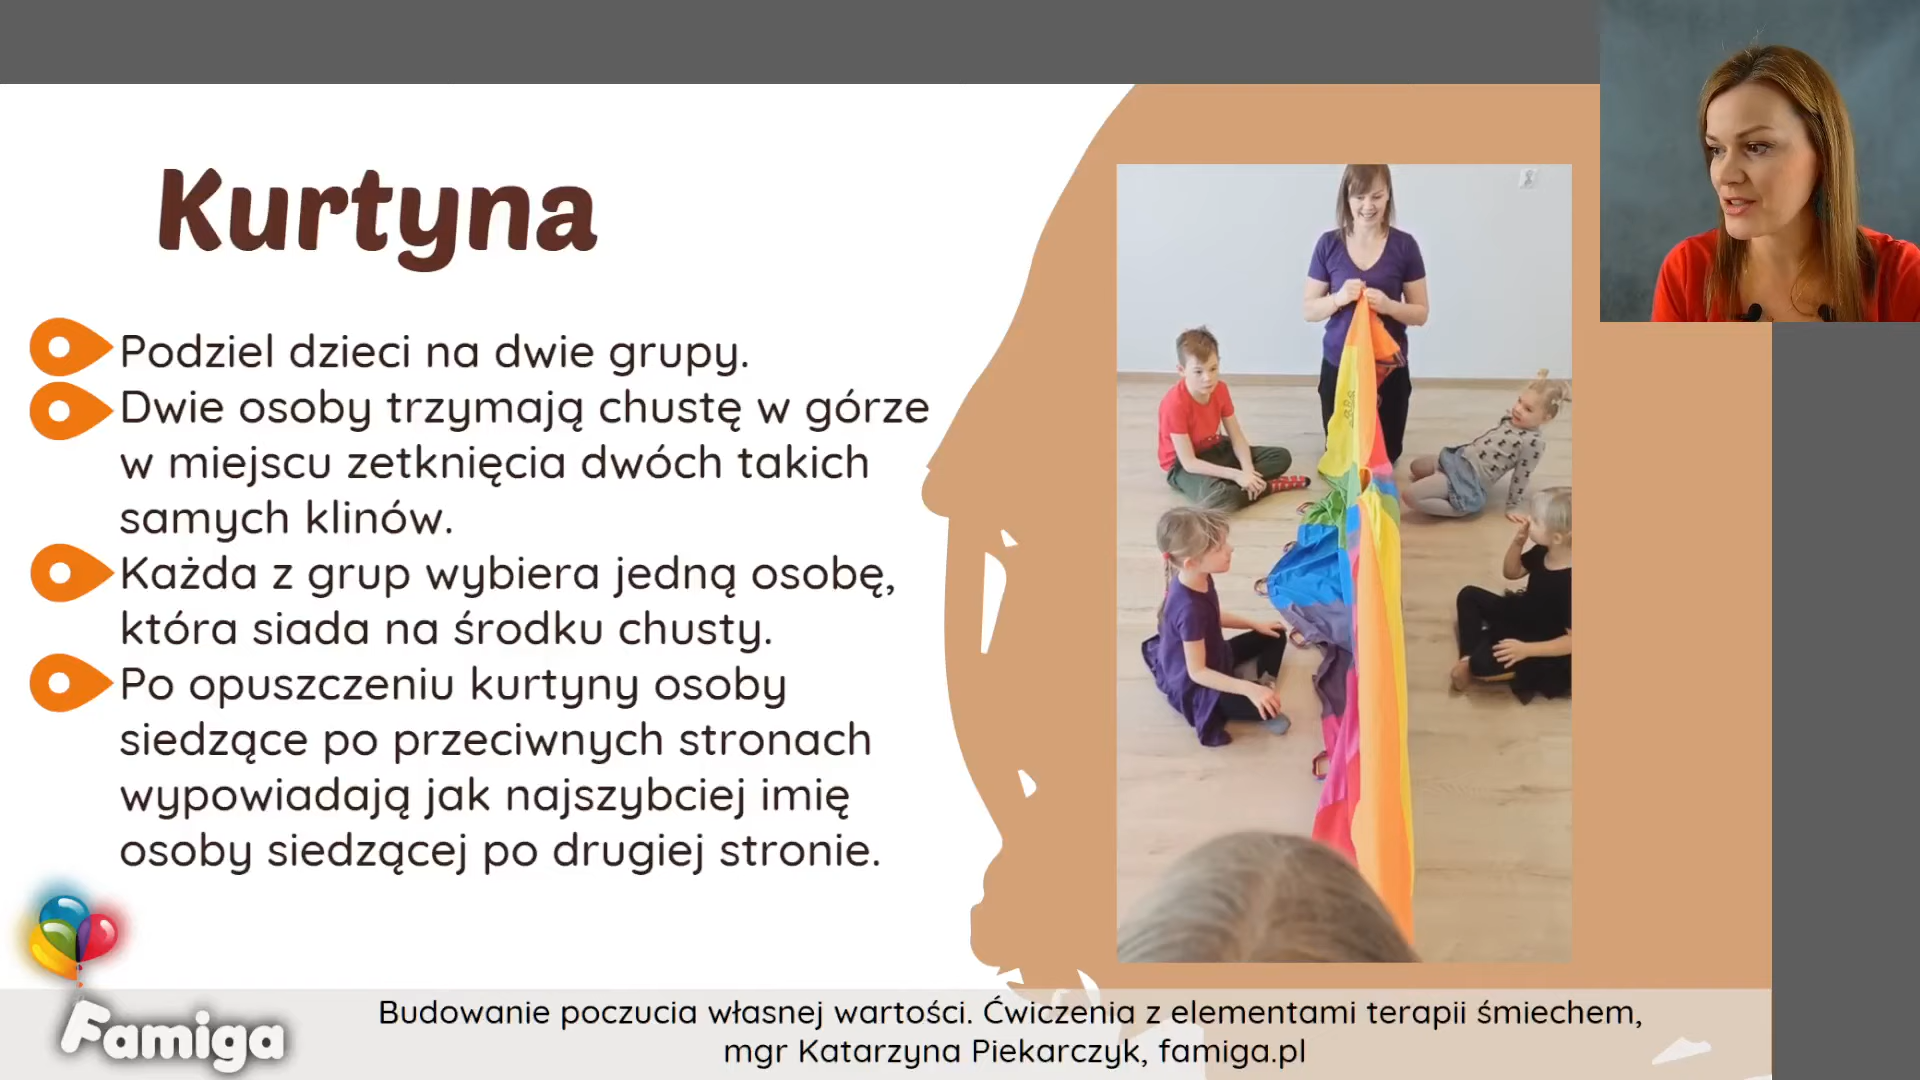 Kurtyna
Podziel dzieci na dwie grupy.
Dwie osoby trzymają chustę w górze
w miejscu zetknięcia dwóch takich
samych klinów.
Każda z grup wybiera jedną osobę,
która siada na środku chusty.
Po opuszczeniu kurtyny osoby
siedzące po przeciwnych stronach
wypowiadają jak najszybciej imię
osoby siedzącej po drugiej stronie.
Famiga
Budowanie poczucia własnej wartości. Ćwiczenia z elementami terapii śmiechem,
mgr Katarzyna Piekarczyk, famiga.pl